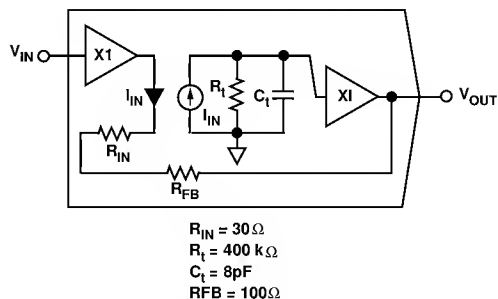 V_IN
X1
I_IN
R_IN
R_FB
I_IN
R_t
C_t
XI
V_OUT
R_IN = 30Ω
R_t = 400 kΩ
C_t = 8pF
RFB = 100Ω